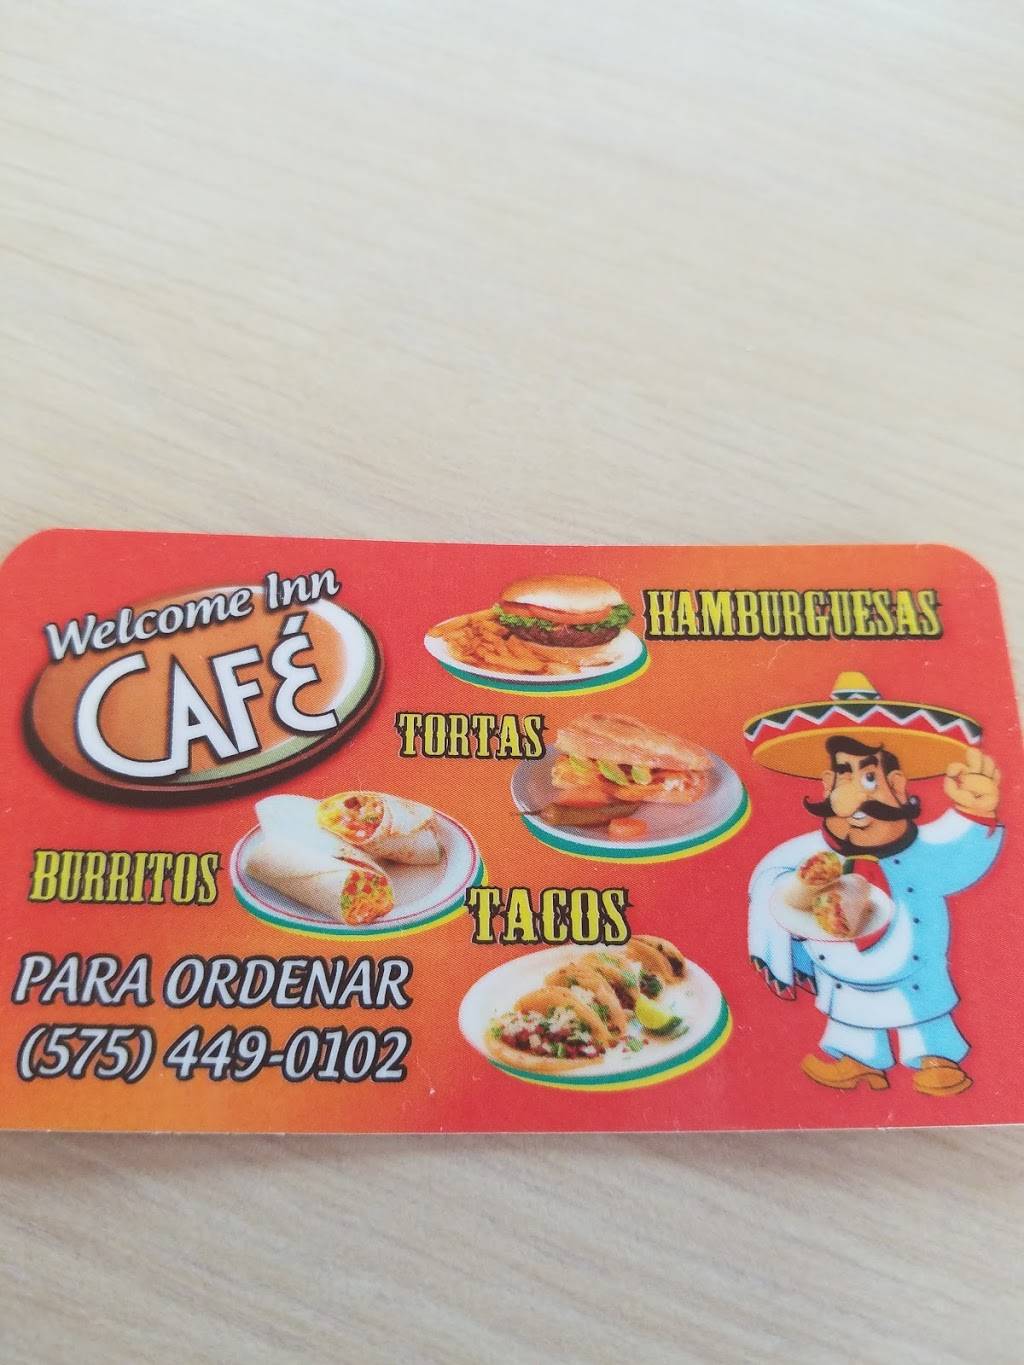 Welcome Inn
CAFÉ
HAMBURGUESAS
TORTAS
BURRITOS
TACOS
PARA ORDENAR
(575) 449-0102